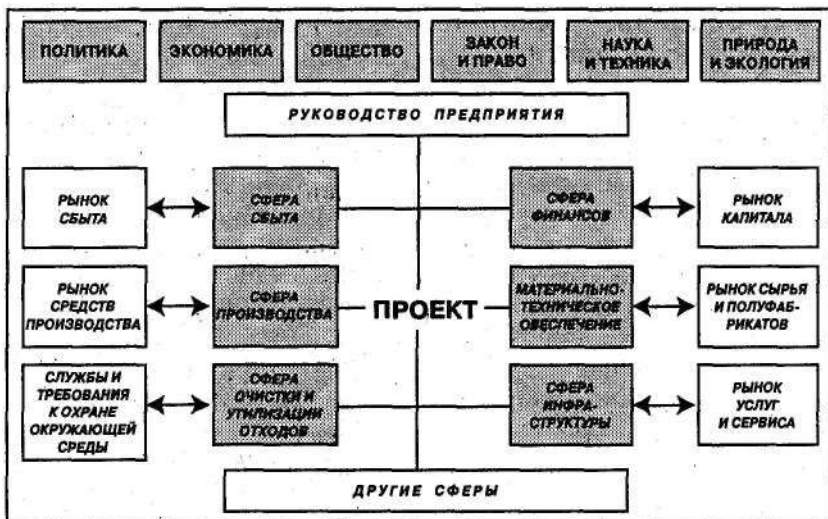 ПОЛИТИКА
ЭКОНОМИКА
ОБЩЕСТВО
ЗАКОН
И ПРАВО
НАУКА
И ТЕХНИКА
ПРИРОДА
И ЭКОЛОГИЯ
РУКОВОДСТВО ПРЕДПРИЯТИЯ
РЫНОК
СБЫТА
СФЕРА
СБЫТА
СФЕРА
ФИНАНСОВ
РЫНОК
КАПИТАЛА
РЫНОК
СРЕДСТВ
ПРОИЗВОДСТВА
СФЕРА
ПРОИЗВОДСТВА
ПРОЕКТ
МАТЕРИАЛЬНО-
ТЕХНИЧЕСКОЕ
ОБЕСПЕЧЕНИЕ
РЫНОК СЫРЬЯ
И ПОЛУФАБ-
РИКАТОВ
СЛУЖБЫ И
ТРЕБОВАНИЯ
К ОХРАНЕ
ОКРУЖАЮЩЕЙ
СРЕДЫ
СФЕРА
ОЧИСТКИ И
УТИЛИЗАЦИИ
ОТХОДОВ
СФЕРА
ИНФРА-
СТРУКТУРЫ
РЫНОК
УСЛУГ
И СЕРВИСА
ДРУГИЕ СФЕРЫ